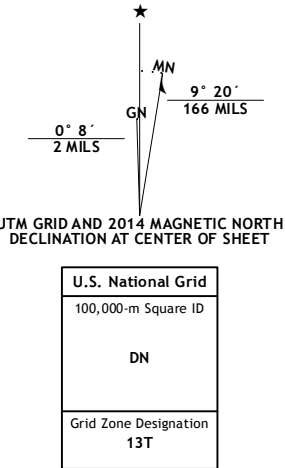 ★
MN
GN
9° 20´
166 MILS
0° 8´
2 MILS
UTM GRID AND 2014 MAGNETIC NORTH
DECLINATION AT CENTER OF SHEET
U.S. National Grid
100,000-m Square ID
DN
Grid Zone Designation
13T